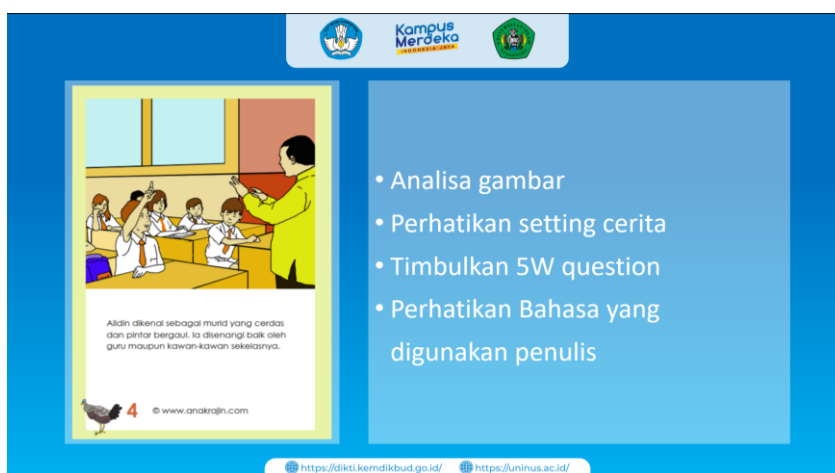 Kampus
Merdeka
INDONESIA JAYA
Alidin dikenal sebagai murid yang cerdas
dan pintar bergaul. Ia disenangi baik oleh
guru maupun kawan-kawan sekelasnya.
4 © www.anakrajin.com
• Analisa gambar
• Perhatikan setting cerita
• Timbulkan 5W question
• Perhatikan Bahasa yang
digunakan penulis
https://dikti.kemdikbud.go.id/ https://uninus.ac.id/